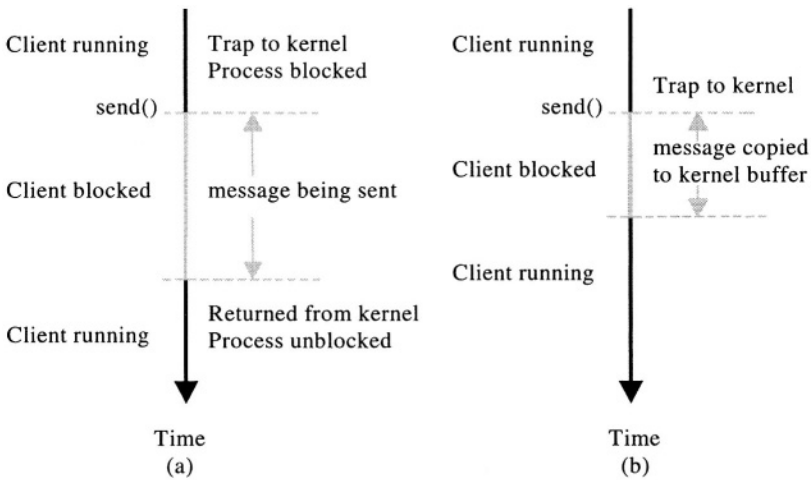 Client running
Trap to kernel
Process blocked
send()
Client blocked
message being sent
Client running
Returned from kernel
Process unblocked
Time
(a)
Client running
Trap to kernel
send()
Client blocked
message copied
to kernel buffer
Client running
Time
(b)